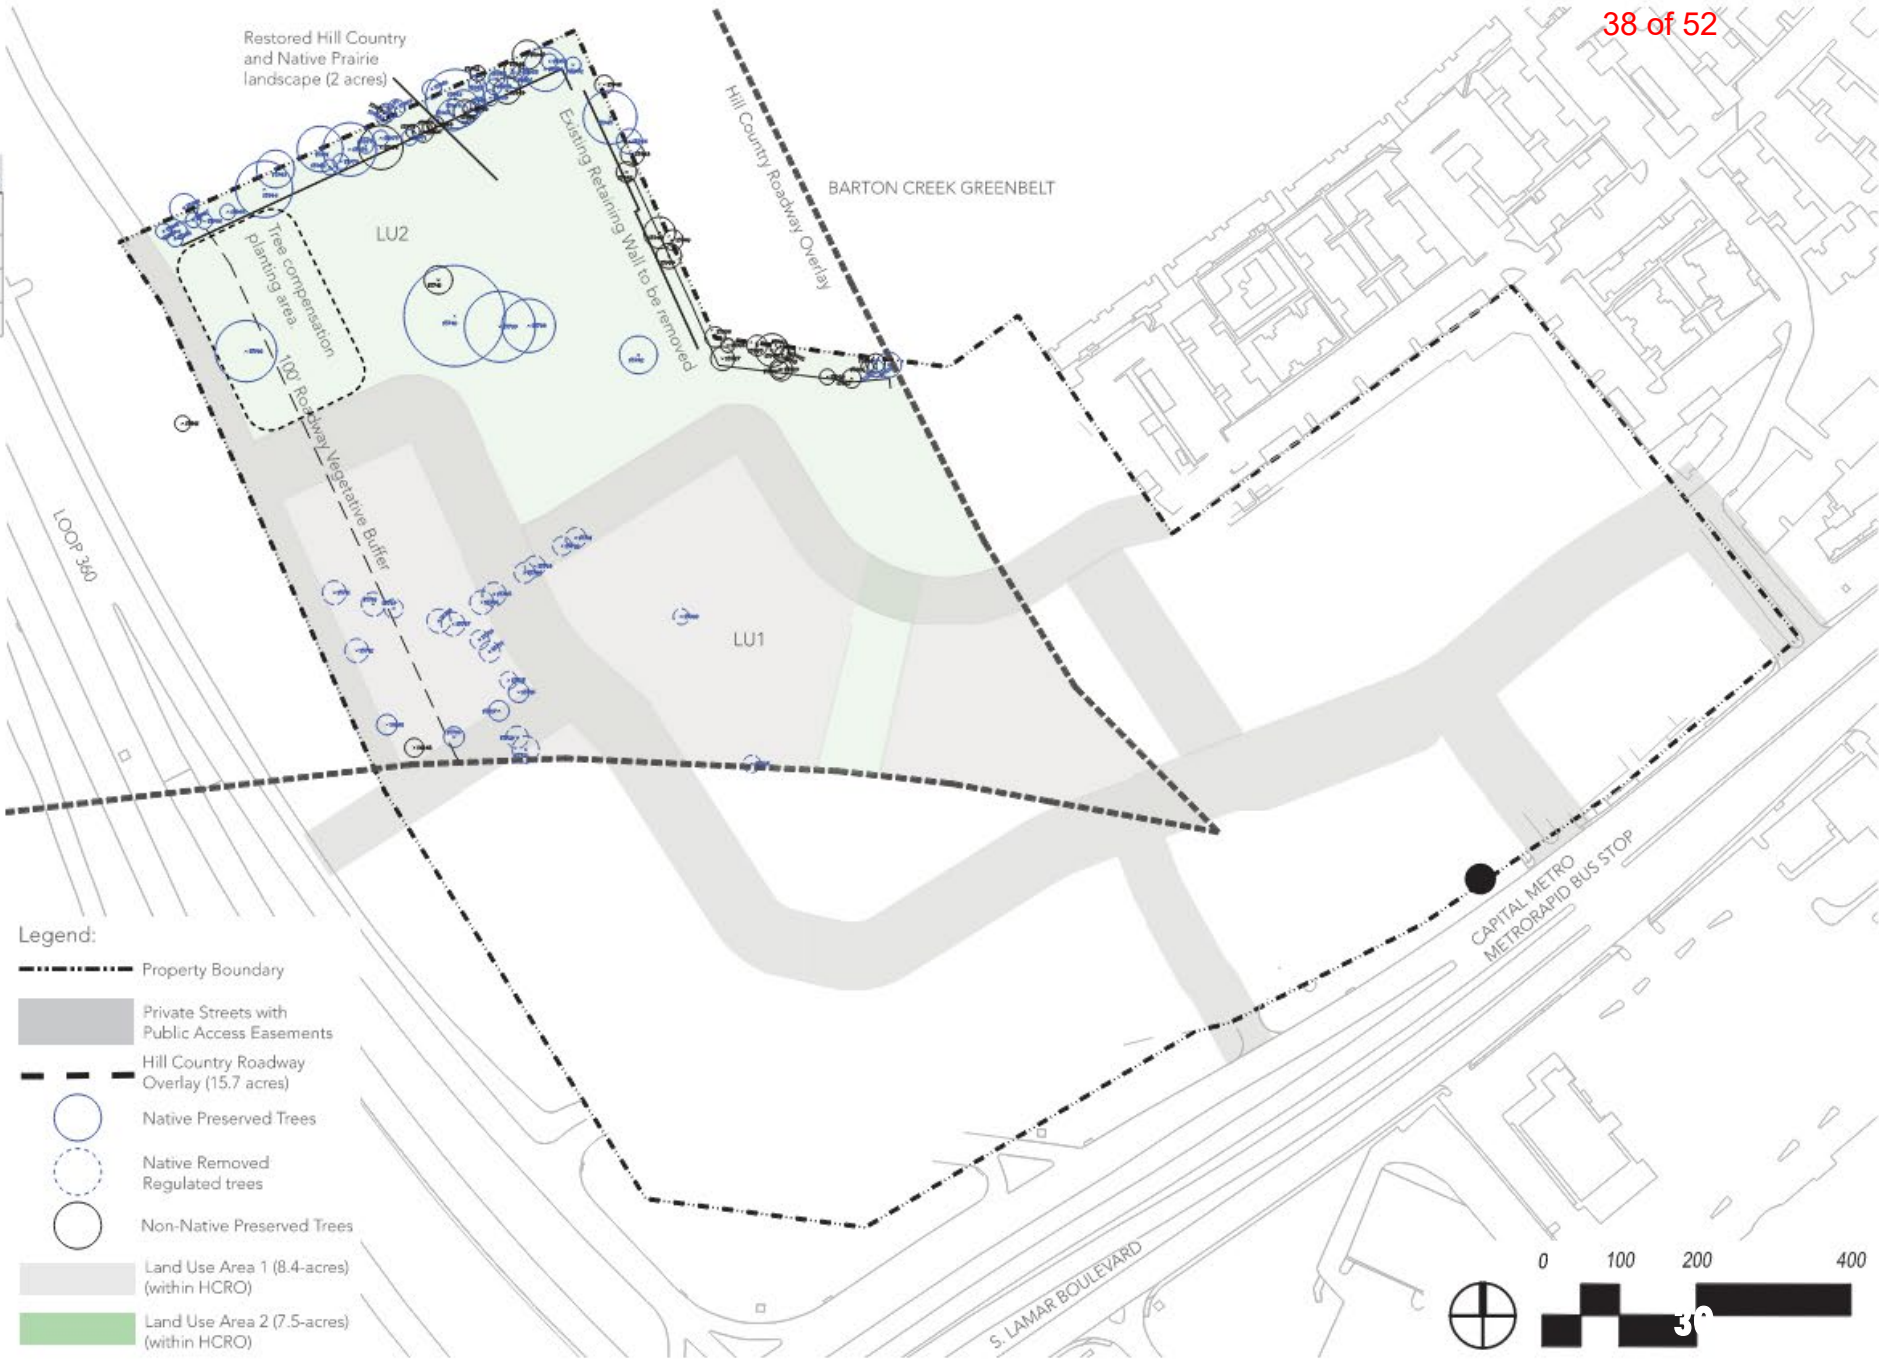 38 of 52
Restored Hill Country
and Native Prairie
landscape (2 acres)
Hill Country Roadway Overlay
BARTON CREEK GREENBELT
Existing Retaining Wall to be removed
LU2
Tree compensation
planting area
100' Roadway Vegetative Buffer
LOOP 360
LU1
CAPITAL METRO
METRORAPID BUS STOP
S. LAMAR BOULEVARD
Legend:
Property Boundary
Private Streets with
Public Access Easements
Hill Country Roadway
Overlay (15.7 acres)
Native Preserved Trees
Native Removed
Regulated trees
Non-Native Preserved Trees
Land Use Area 1 (8.4-acres)
(within HCRO)
Land Use Area 2 (7.5-acres)
(within HCRO)
0 100 200 400